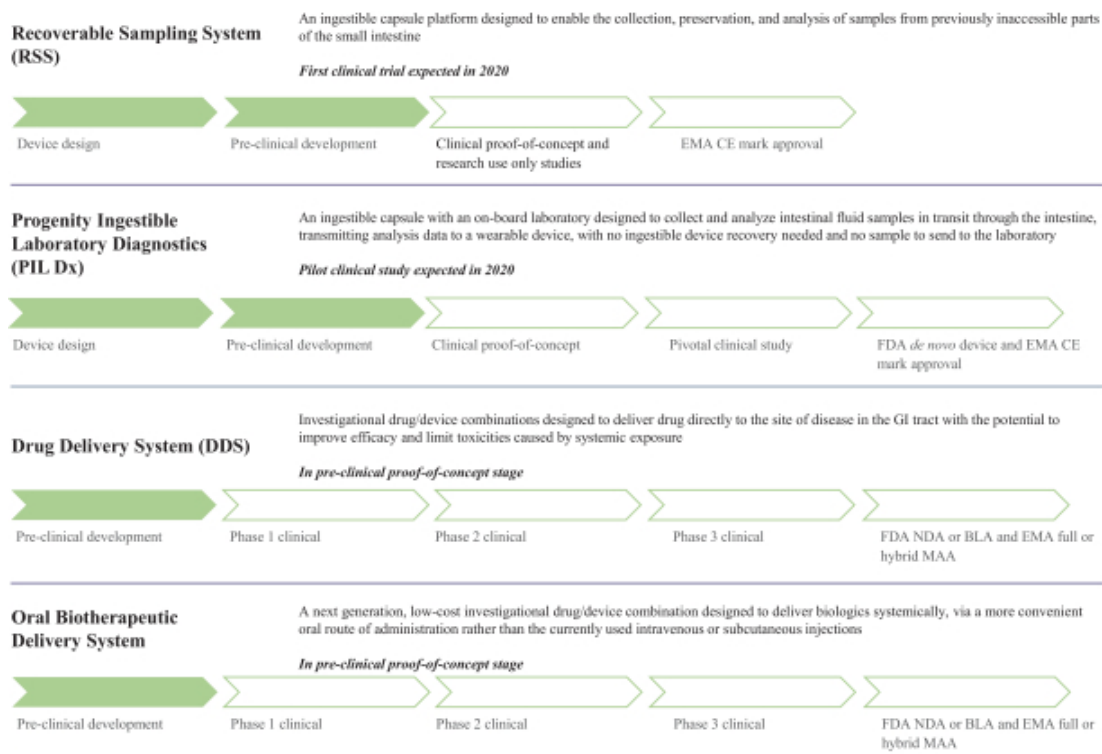 Recoverable Sampling System
(RSS)
An ingestible capsule platform designed to enable the collection, preservation, and analysis of samples from previously inaccessible parts
of the small intestine
First clinical trial expected in 2020
Device design
Pre-clinical development
Clinical proof-of-concept and
research use only studies
EMA CE mark approval
Progenity Ingestible
Laboratory Diagnostics
(PIL Dx)
An ingestible capsule with an on-board laboratory designed to collect and analyze intestinal fluid samples in transit through the intestine,
transmitting analysis data to a wearable device, with no ingestible device recovery needed and no sample to send to the laboratory
Pilot clinical study expected in 2020
Device design
Pre-clinical development
Clinical proof-of-concept
Pivotal clinical study
FDA de novo device and EMA CE
mark approval
Drug Delivery System (DDS)
Investigational drug/device combinations designed to deliver drug directly to the site of disease in the GI tract with the potential to
improve efficacy and limit toxicities caused by systemic exposure
In pre-clinical proof-of-concept stage
Pre-clinical development
Phase 1 clinical
Phase 2 clinical
Phase 3 clinical
FDA NDA or BLA and EMA full or
hybrid MAA
Oral Biotherapeutic
Delivery System
A next generation, low-cost investigational drug/device combination designed to deliver biologics systemically, via a more convenient
oral route of administration rather than the currently used intravenous or subcutaneous injections
In pre-clinical proof-of-concept stage
Pre-clinical development
Phase 1 clinical
Phase 2 clinical
Phase 3 clinical
FDA NDA or BLA and EMA full or
hybrid MAA